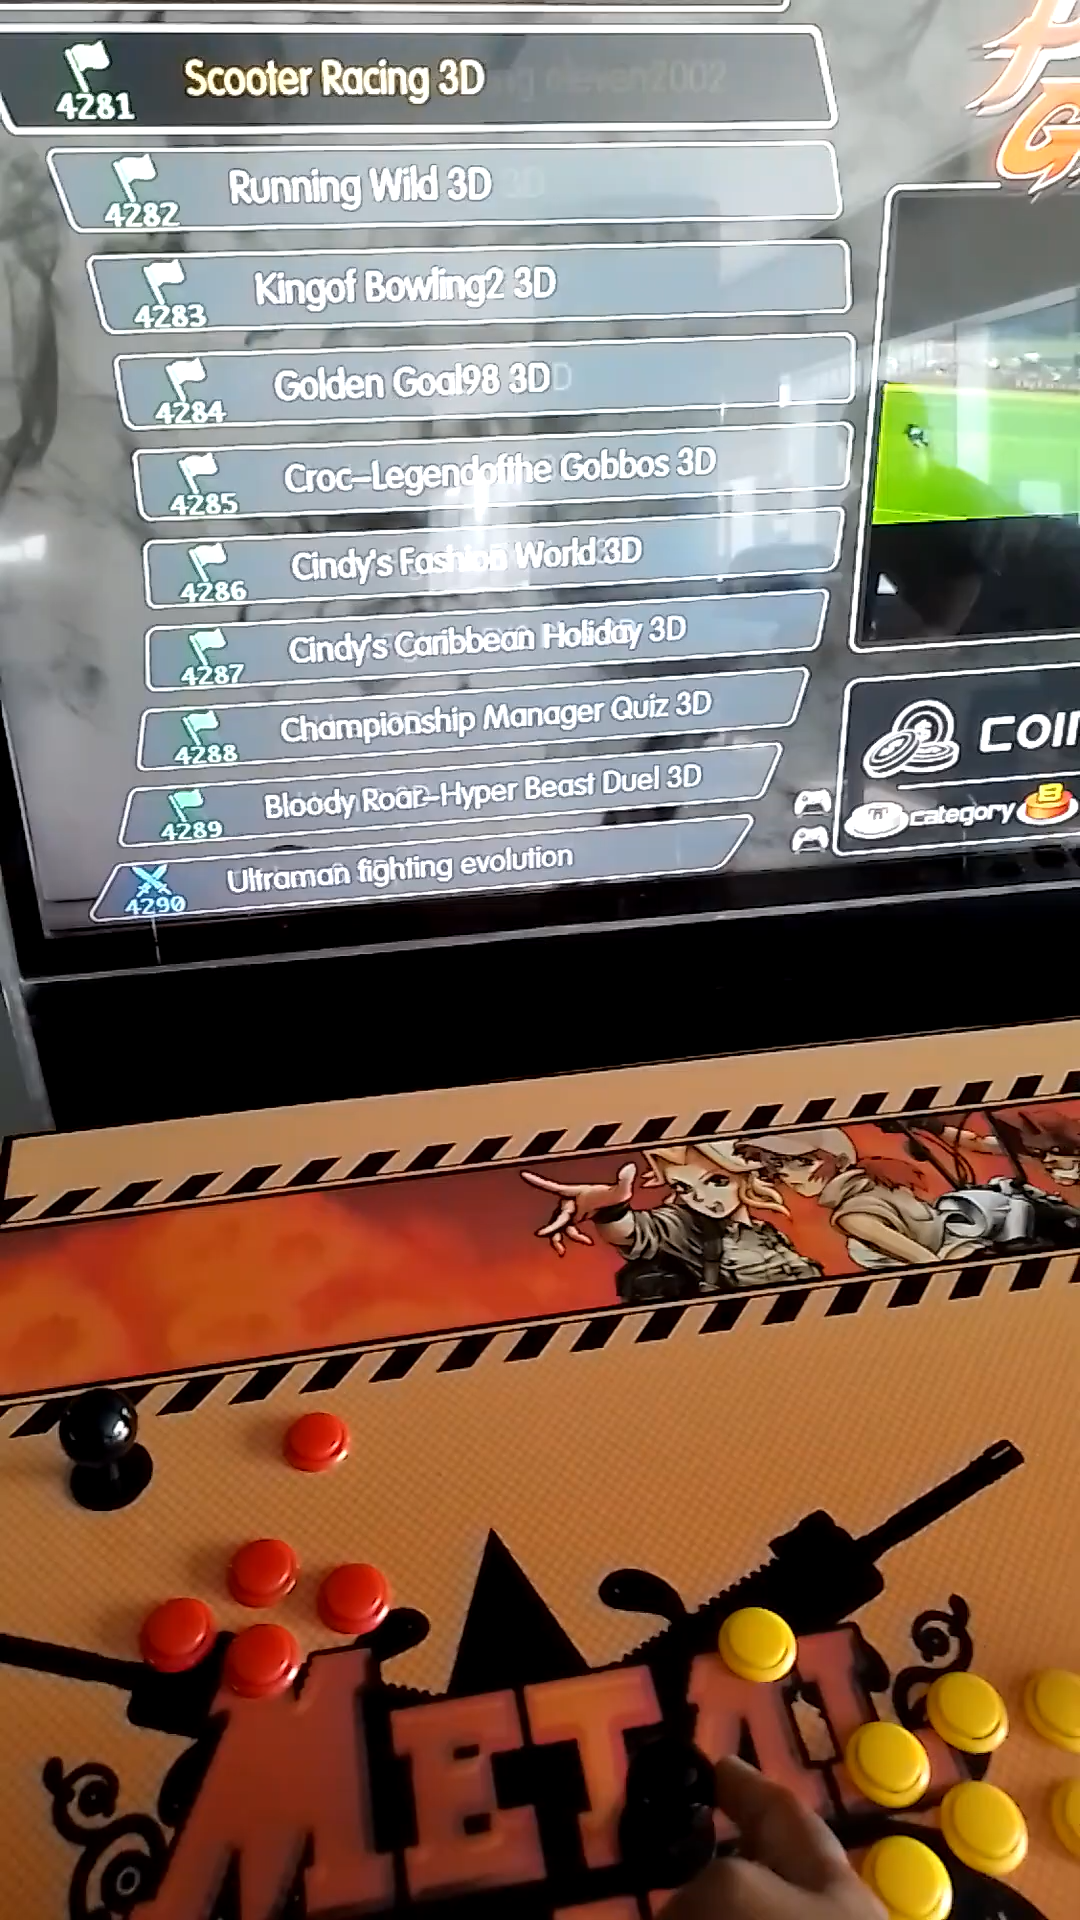 Scooter Racing 3D
4281
Running Wild 3D
4282
Kingof Bowling2 3D
4283
Golden Goal98 3D
4284
Croc-Legendofthe Gobbos 3D
4285
Cindy's Fashion World 3D
4286
Cindy's Caribbean Holiday 3D
4287
Championship Manager Quiz 3D
4288
Bloody Roar-Hyper Beast Duel 3D
4289
Ultraman fighting evolution
4290
category B
METAL